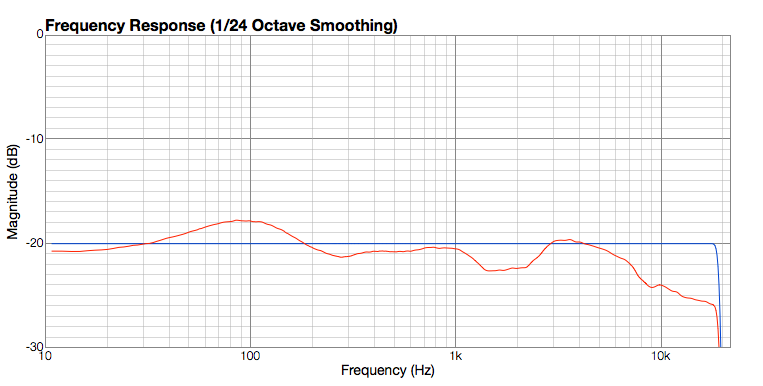 Frequency Response (1/24 Octave Smoothing)
0
-10
-20
-30
Magnitude (dB)
10 100 1k 10k
Frequency (Hz)